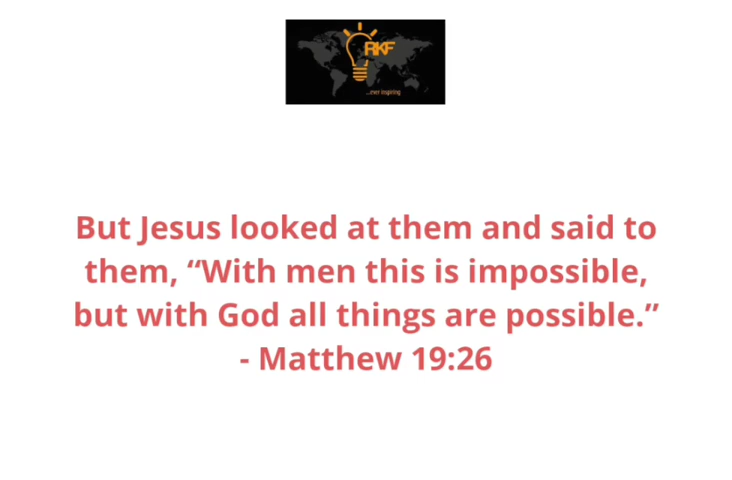 RKF
...ever inspiring
But Jesus looked at them and said to
them, “With men this is impossible,
but with God all things are possible.”
- Matthew 19:26